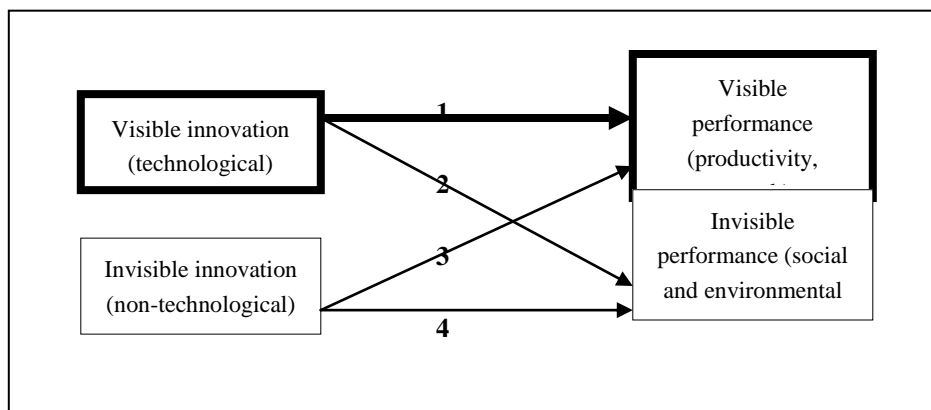 Visible innovation
(technological)
Invisible innovation
(non-technological)
1
2
3
4
Visible
performance
(productivity,
Invisible
performance (social
and environmental